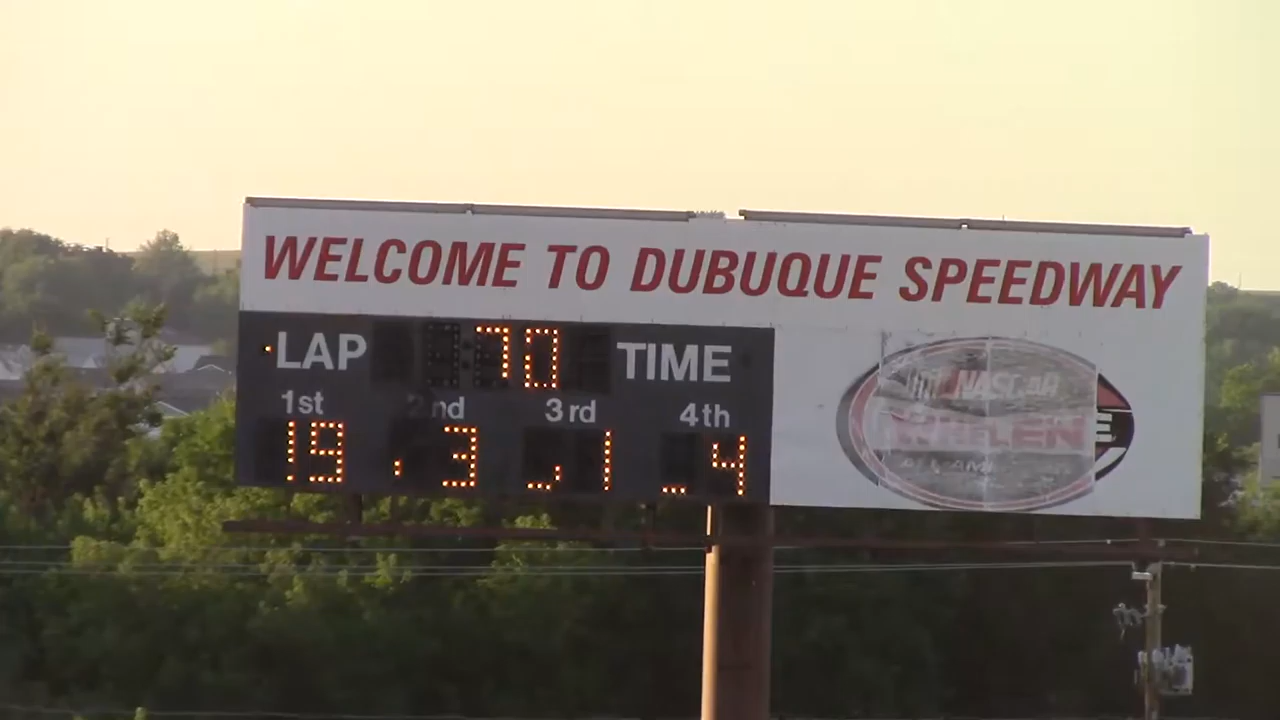 WELCOME TO DUBUQUE SPEEDWAY
LAP 70 TIME
1st 2nd 3rd 4th
19 3 1 4
NASCAR
WHELEN
E